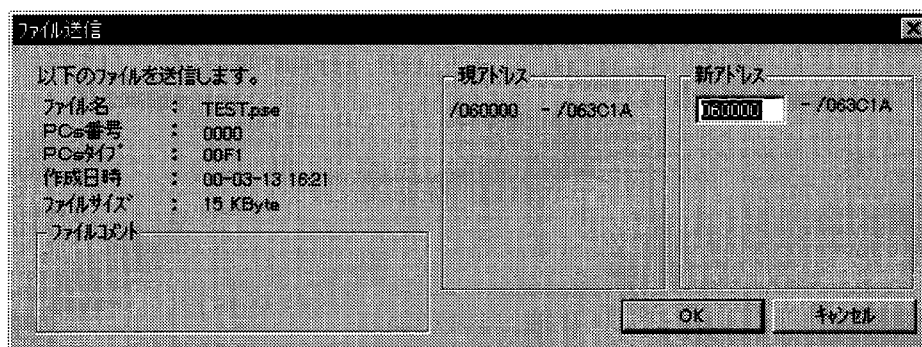 ファイル送信
以下のファイルを送信します。
ファイル名 : TEST.pse
PCs番号 : 0000
PCsタイプ : 00F1
作成日時 : 00-03-13 16:21
ファイルサイズ : 15 KByte
ファイルコメント
現アドレス
/060000 - /063C1A
新アドレス
060000 - /063C1A
OK
キャンセル